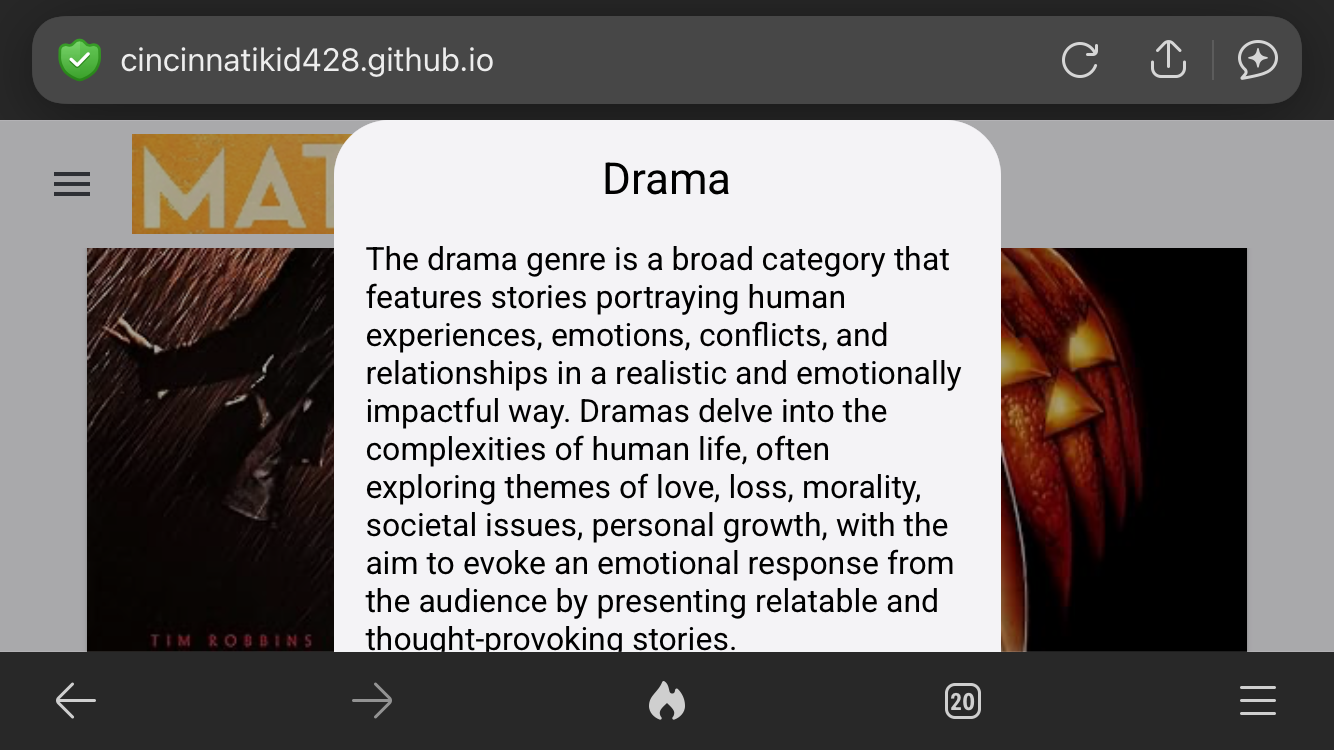 cincinnatikid428.github.io
MAT
Drama
The drama genre is a broad category that
features stories portraying human
experiences, emotions, conflicts, and
relationships in a realistic and emotionally
impactful way. Dramas delve into the
complexities of human life, often
exploring themes of love, loss, morality,
societal issues, personal growth, with the
aim to evoke an emotional response from
the audience by presenting relatable and
thought-provoking stories.
TIM ROBBINS
20